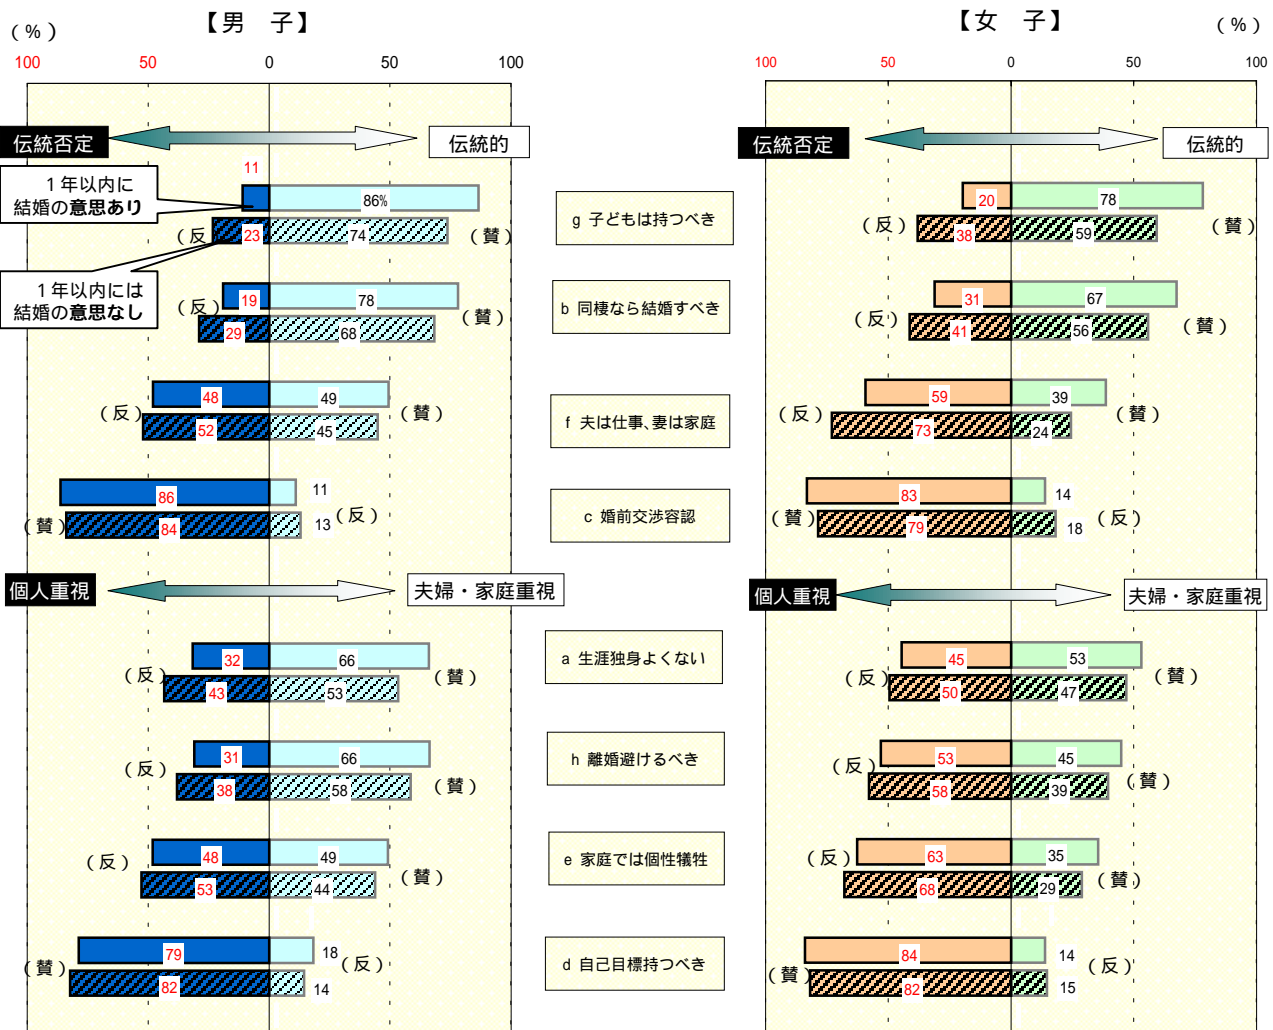 【男　子】
(％)
100 50 0 50 100
伝統否定
伝統的
１年以内に
結婚の意思あり
１年以内には
結婚の意思なし
11 86%
(反) 23 74 (賛)
19 78
(反) 29 68 (賛)
48 49
(反) 52 45 (賛)
86 11
(賛) 84 13 (反)
個人重視
夫婦・家庭重視
32 66
(反) 43 53 (賛)
31 66
(反) 38 58 (賛)
48 49
(反) 53 44 (賛)
79 18
(賛) 82 14 (反)
g 子どもは持つべき
b 同棲なら結婚すべき
f 夫は仕事、妻は家庭
c 婚前交渉容認
a 生涯独身よくない
h 離婚避けるべき
e 家庭では個性犠牲
d 自己目標持つべき
【女　子】
(％)
100 50 0 50 100
伝統否定
伝統的
20 78
(反) 38 59 (賛)
31 67
(反) 41 56 (賛)
59 39
(反) 73 24 (賛)
83 14
(賛) 79 18 (反)
個人重視
夫婦・家庭重視
45 53
(反) 50 47 (賛)
53 45
(反) 58 39 (賛)
63 35
(反) 68 29 (賛)
84 14
(賛) 82 15 (反)